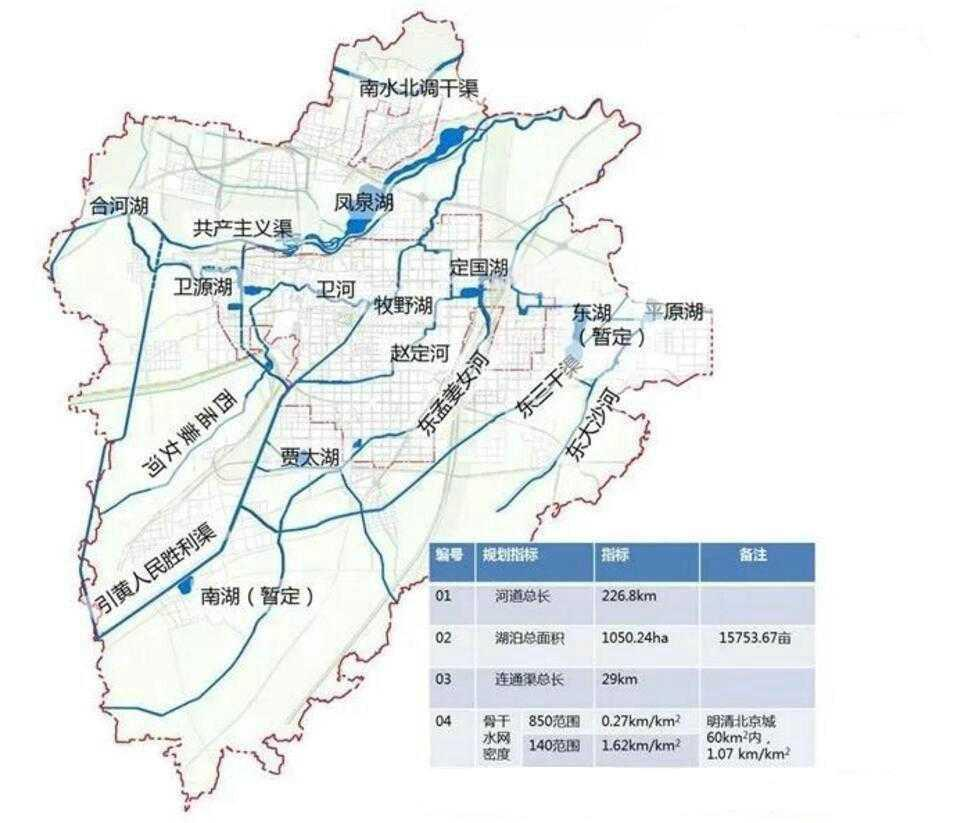 南水北调干渠
合河湖
凤泉湖
共产主义渠
定国湖
卫源湖
卫河
牧野湖
东湖
（暂定）
平原湖
赵定河
东孟姜女河
东三干渠
东大沙河
西孟姜女河
贾太湖
引黄人民胜利渠
南湖（暂定）
编号 规划指标 指标 备注
01 河道总长 226.8km
02 湖泊总面积 1050.24ha 15753.67亩
03 连通渠总长 29km
04 骨干水网密度 850范围 0.27km/km² 明清北京城60km²内，1.07 km/km²
140范围 1.62km/km²